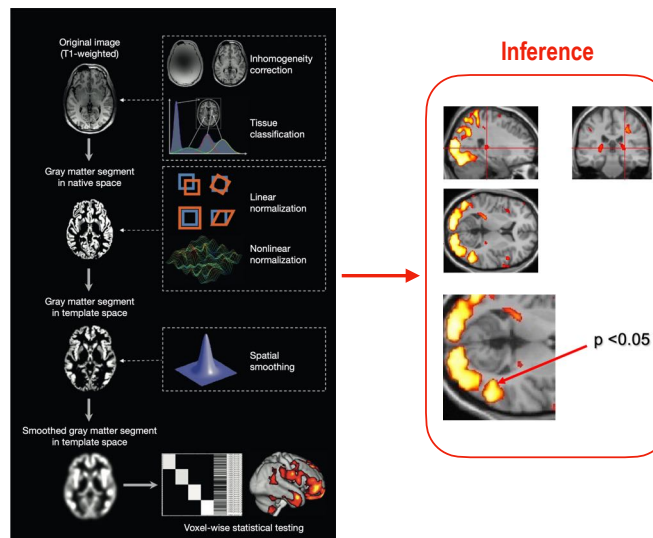 Original image
(T1-weighted)
Inhomogeneity
correction
Tissue
classification
Gray matter segment
in native space
Linear
normalization
Nonlinear
normalization
Gray matter segment
in template space
Spatial
smoothing
Smoothed gray matter segment
in template space
Voxel-wise statistical testing
Inference
p <0.05